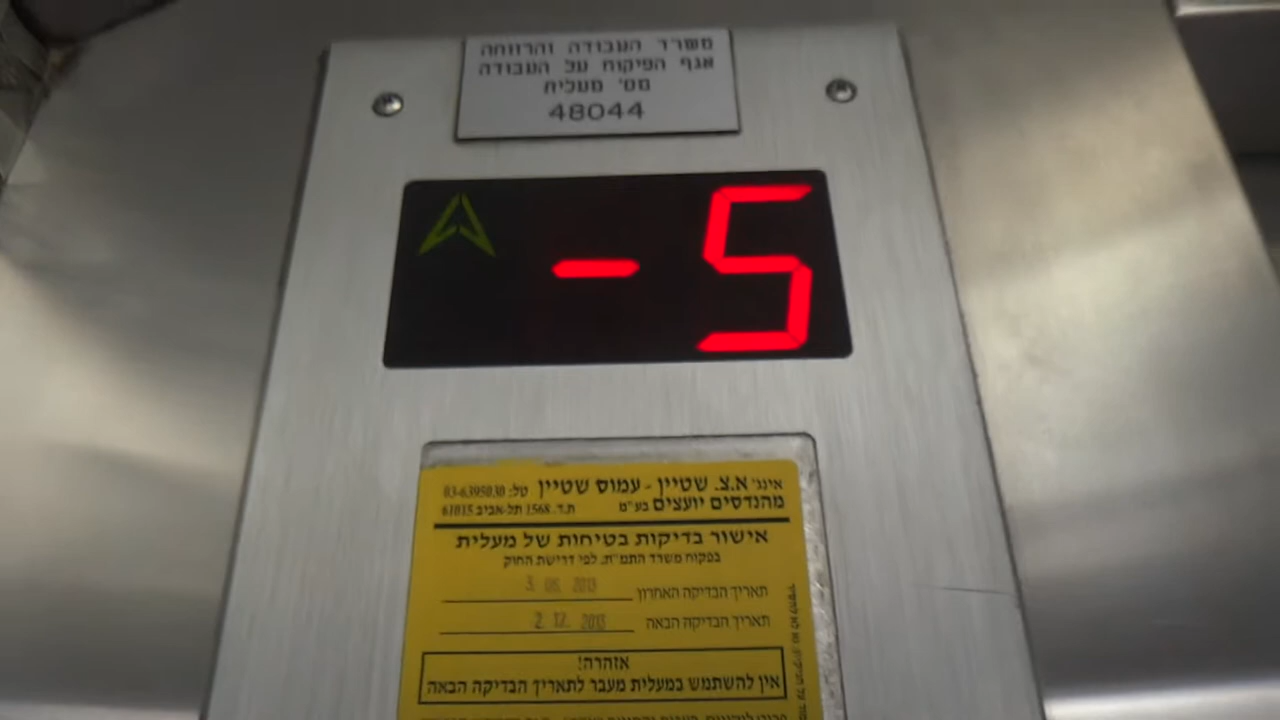 משרד העבודה והרווחה
אגף הפיקוח על העבודה
מס' מעלית
48044
-5
אינג' א.צ. שטיין - עמוס שטיין טל: 03-6395030
מהנדסים יועצים בע"מ ת.ד. 1568 תל-אביב 61015
אישור בדיקות בטיחות של מעלית
בפקוח משרד התמ"ת, לפי דרישת החוק
תאריך הבדיקה האחרון 3. 06. 2013
תאריך הבדיקה הבאה 2. 12. 2013
אזהרה!
אין להשתמש במעלית מעבר לתאריך הבדיקה הבאה